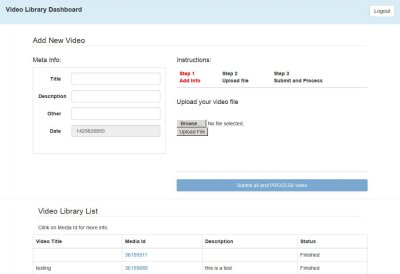 Video Library Dashboard
Logout
Add New Video
Meta Info:
Title
Description
Other
Date 1429828850
Instructions:
Step 1 Step 2 Step 3
Add Info Upload file Submit and Process
Upload your video file
Browse... No file selected.
Upload File
Submit all and PROCESS video
Video Library List
Click on Media Id for more info.
Video Title Media Id Description Status
36155811 Finished
testing 36155685 this is a test Finished